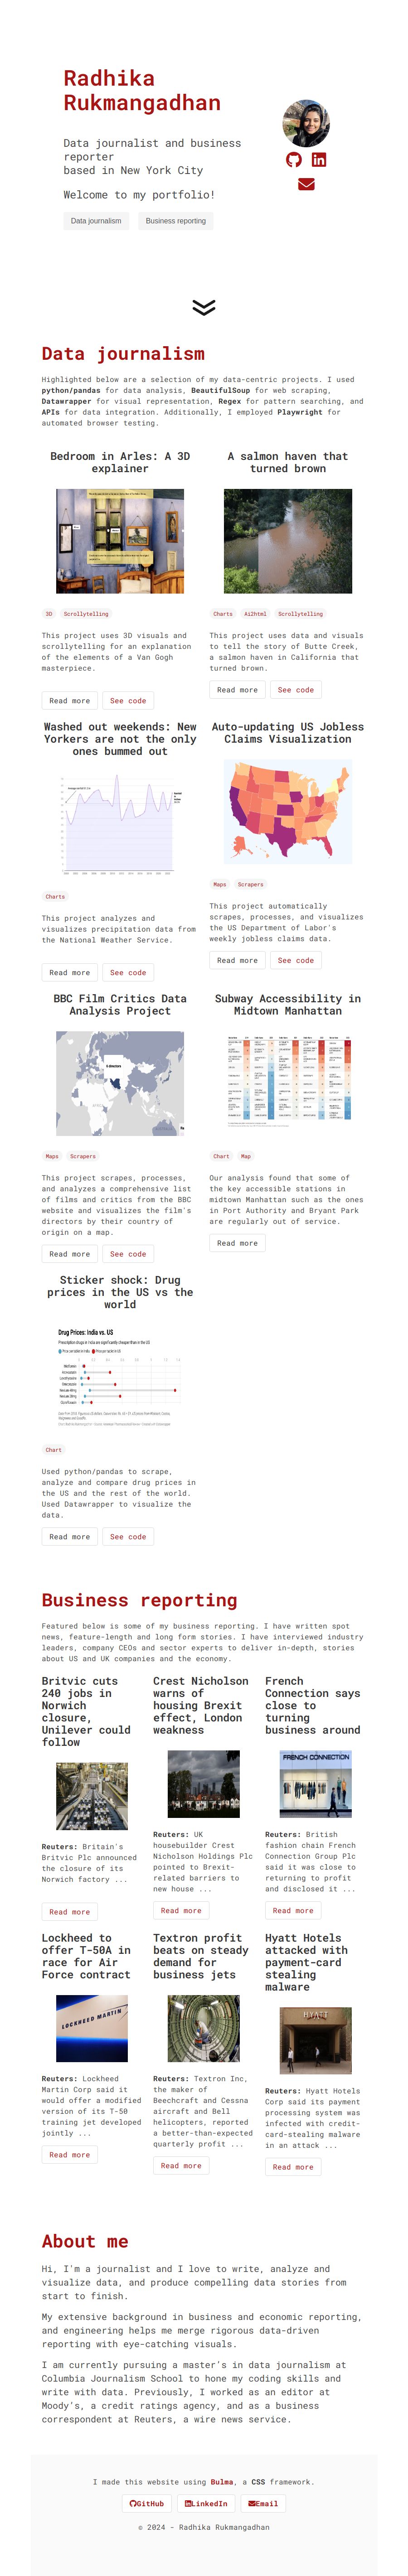 Radhika
Rukmangadhan
Data journalist and business
reporter
based in New York City
Welcome to my portfolio!
Data journalism
Business reporting
Data journalism
Highlighted below are a selection of my data-centric projects. I used
python/pandas for data analysis, BeautifulSoup for web scraping,
Datawrapper for visual representation, Regex for pattern searching, and
APIs for data integration. Additionally, I employed Playwright for
automated browser testing.
Bedroom in Arles: A 3D
explainer
3D
Scrollytelling
This project uses 3D visuals and
scrollytelling for an explanation
of the elements of a Van Gogh
masterpiece.
Read more
See code
A salmon haven that
turned brown
Charts
Ai2html
Scrollytelling
This project uses data and visuals
to tell the story of Butte Creek,
a salmon haven in California that
turned brown.
Read more
See code
Washed out weekends: New
Yorkers are not the only
ones bummed out
Charts
This project analyzes and
visualizes precipitation data from
the National Weather Service.
Read more
See code
Auto-updating US Jobless
Claims Visualization
Maps
Scrapers
This project automatically
scrapes, processes, and visualizes
the US Department of Labor's
weekly jobless claims data.
Read more
See code
BBC Film Critics Data
Analysis Project
Maps
Scrapers
This project scrapes, processes,
and analyzes a comprehensive list
of films and critics from the BBC
website and visualizes the film's
directors by their country of
origin on a map.
Read more
See code
Subway Accessibility in
Midtown Manhattan
Chart
Map
Our analysis found that some of
the key accessible stations in
midtown Manhattan such as the ones
in Port Authority and Bryant Park
are regularly out of service.
Read more
Sticker shock: Drug
prices in the US vs the
world
Drug Prices: India vs. US
Chart
Used python/pandas to scrape,
analyze and compare drug prices in
the US and the rest of the world.
Used Datawrapper to visualize the
data.
Read more
See code
Business reporting
Featured below is some of my business reporting. I have written spot
news, feature-length and long form stories. I have interviewed industry
leaders, company CEOs and sector experts to deliver in-depth, stories
about US and UK companies and the economy.
Britvic cuts
240 jobs in
Norwich
closure,
Unilever could
follow
Reuters: Britain's
Britvic Plc announced
the closure of its
Norwich factory ...
Read more
Crest Nicholson
warns of
housing Brexit
effect, London
weakness
Reuters: UK
housebuilder Crest
Nicholson Holdings Plc
pointed to Brexit-
related barriers to
new house ...
Read more
French
Connection says
close to
turning
business around
FRENCH CONNECTION
Reuters: British
fashion chain French
Connection Group Plc
said it was close to
returning to profit
and disclosed it ...
Read more
Lockheed to
offer T-50A in
race for Air
Force contract
LOCKHEED MARTIN
Reuters: Lockheed
Martin Corp said it
would offer a modified
version of its T-50
training jet developed
jointly ...
Read more
Textron profit
beats on steady
demand for
business jets
Reuters: Textron Inc,
the maker of
Beechcraft and Cessna
aircraft and Bell
helicopters, reported
a better-than-expected
quarterly profit ...
Read more
Hyatt Hotels
attacked with
payment-card
stealing
malware
HYATT
Reuters: Hyatt Hotels
Corp said its payment
processing system was
infected with credit-
card-stealing malware
in an attack ...
Read more
About me
Hi, I'm a journalist and I love to write, analyze and
visualize data, and produce compelling data stories from
start to finish.
My extensive background in business and economic reporting,
and engineering helps me merge rigorous data-driven
reporting with eye-catching visuals.
I am currently pursuing a master's in data journalism at
Columbia Journalism School to hone my coding skills and
write with data. Previously, I worked as an editor at
Moody's, a credit ratings agency, and as a business
correspondent at Reuters, a wire news service.
I made this website using Bulma, a CSS framework.
GitHub
LinkedIn
Email
© 2024 - Radhika Rukmangadhan